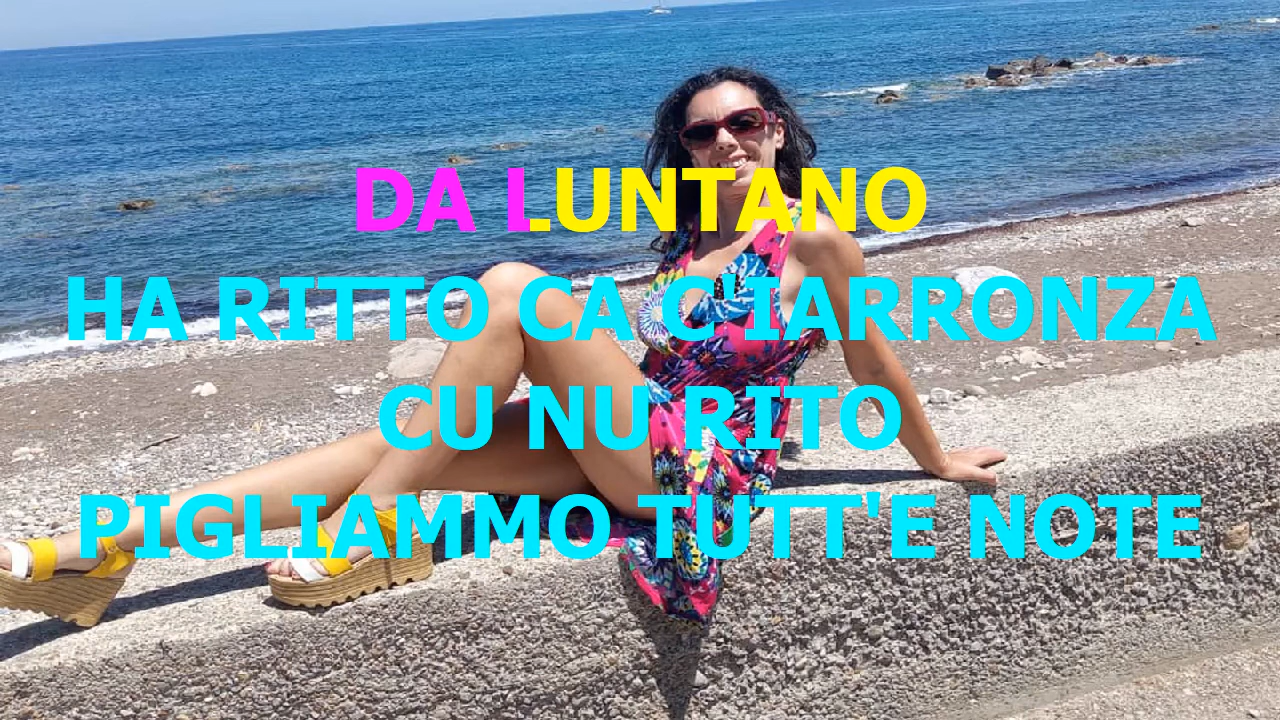 DA LUNTANO
HA RITTO CA C'IARRONZA
CU NU RITO
PIGLIAMMO TUTT'E NOTE